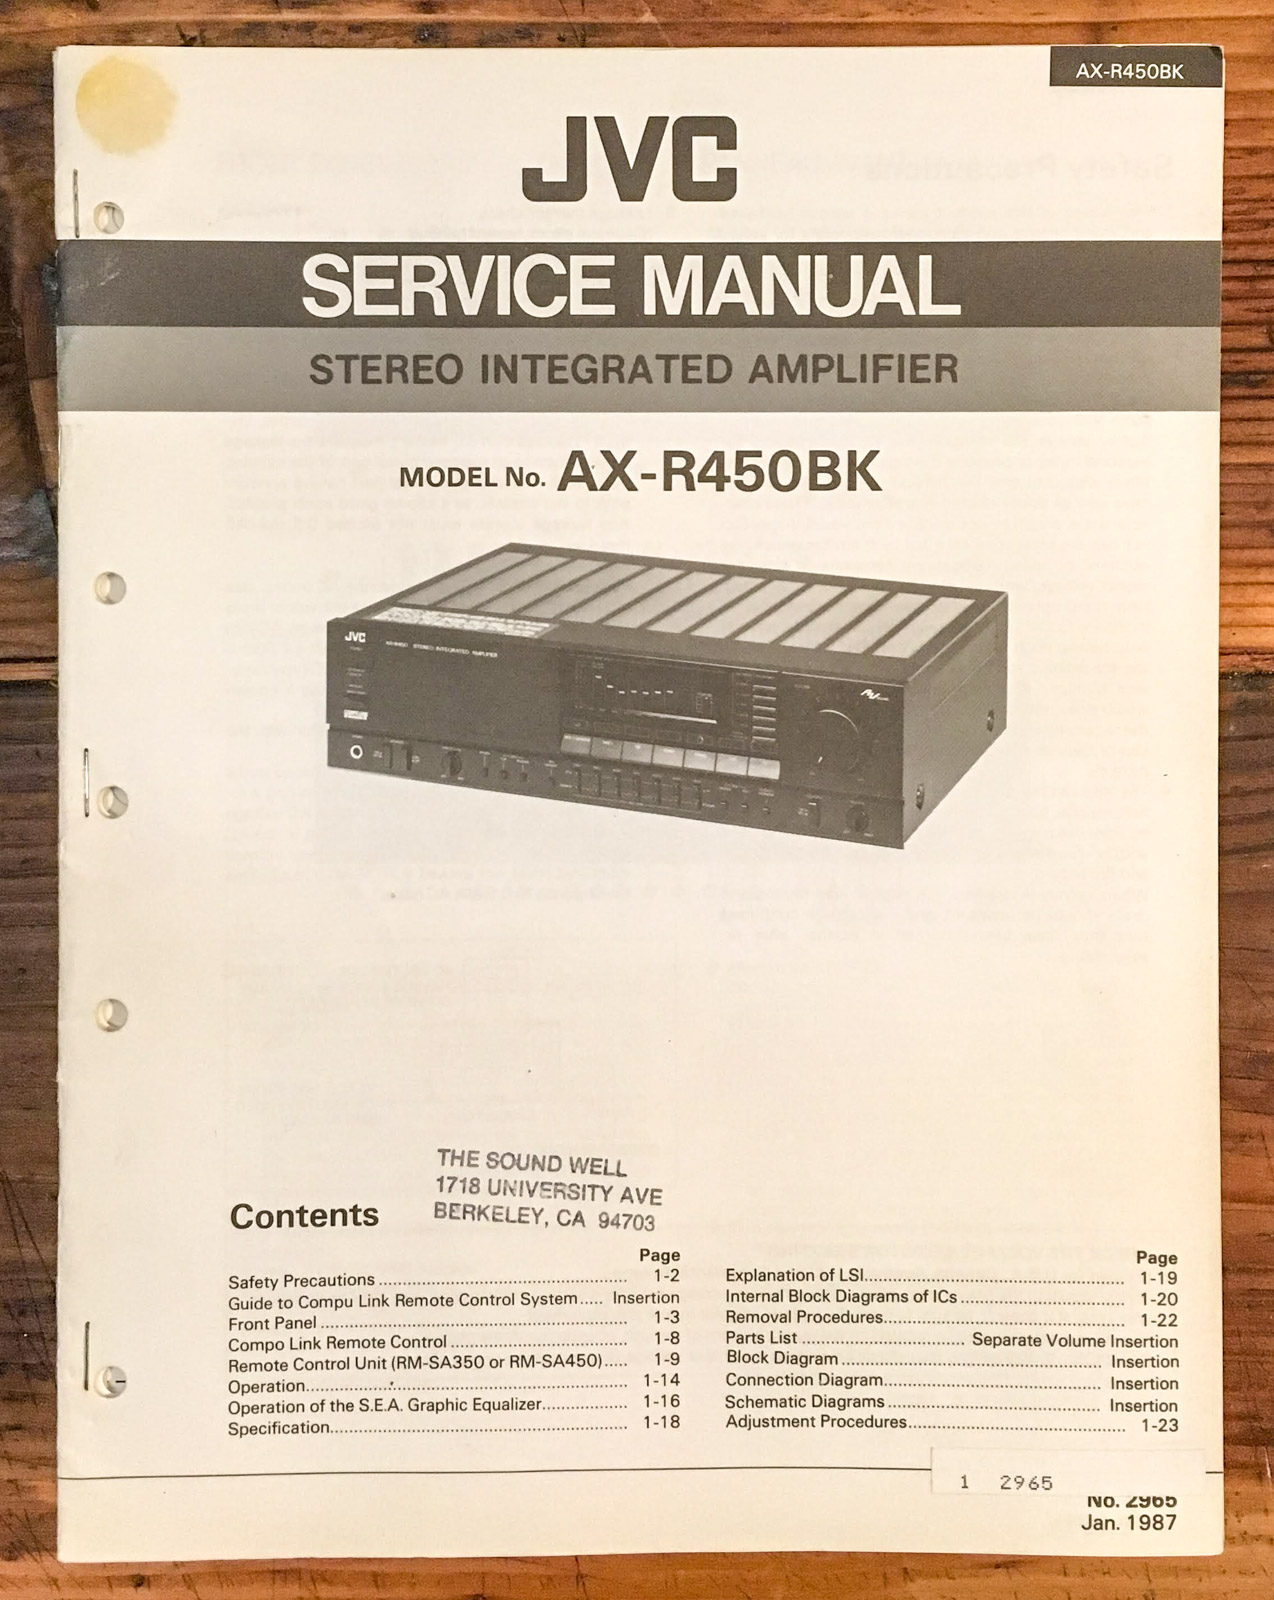 AX-R450BK
JVC
SERVICE MANUAL
STEREO INTEGRATED AMPLIFIER
MODEL No. AX-R450BK
JVC
STEREO INTEGRATED AMPLIFIER
THE SOUND WELL
1718 UNIVERSITY AVE
BERKELEY, CA 94703
Contents
Page
Safety Precautions ........ 1-2
Guide to Compu Link Remote Control System ..... Insertion
Front Panel ........ 1-3
Compo Link Remote Control ........ 1-8
Remote Control Unit (RM-SA350 or RM-SA450) ..... 1-9
Operation ........ 1-14
Operation of the S.E.A. Graphic Equalizer ........ 1-16
Specification ........ 1-18
Page
Explanation of LSI ........ 1-19
Internal Block Diagrams of ICs ........ 1-20
Removal Procedures ........ 1-22
Parts List ........ Separate Volume Insertion
Block Diagram ........ Insertion
Connection Diagram ........ Insertion
Schematic Diagrams ........ Insertion
Adjustment Procedures ........ 1-23
1 2965
No. 2965
Jan. 1987